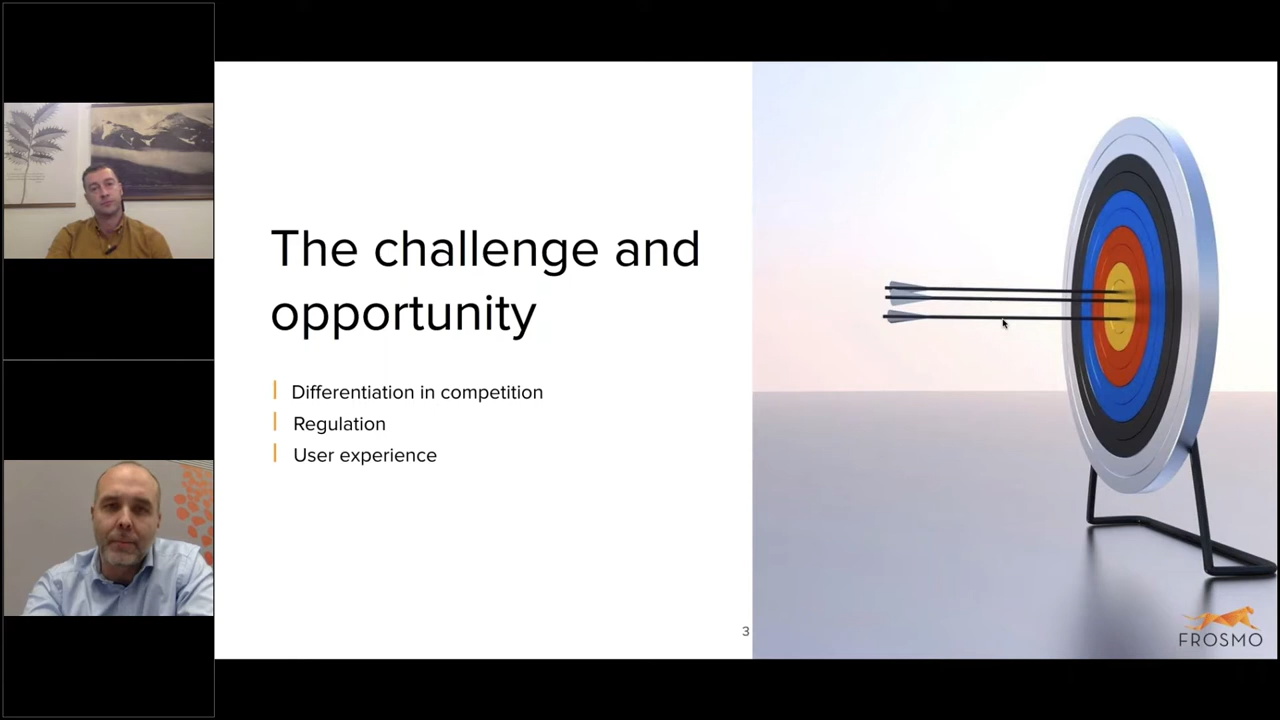 The challenge and
opportunity
Differentiation in competition
Regulation
User experience
3
FROSMO